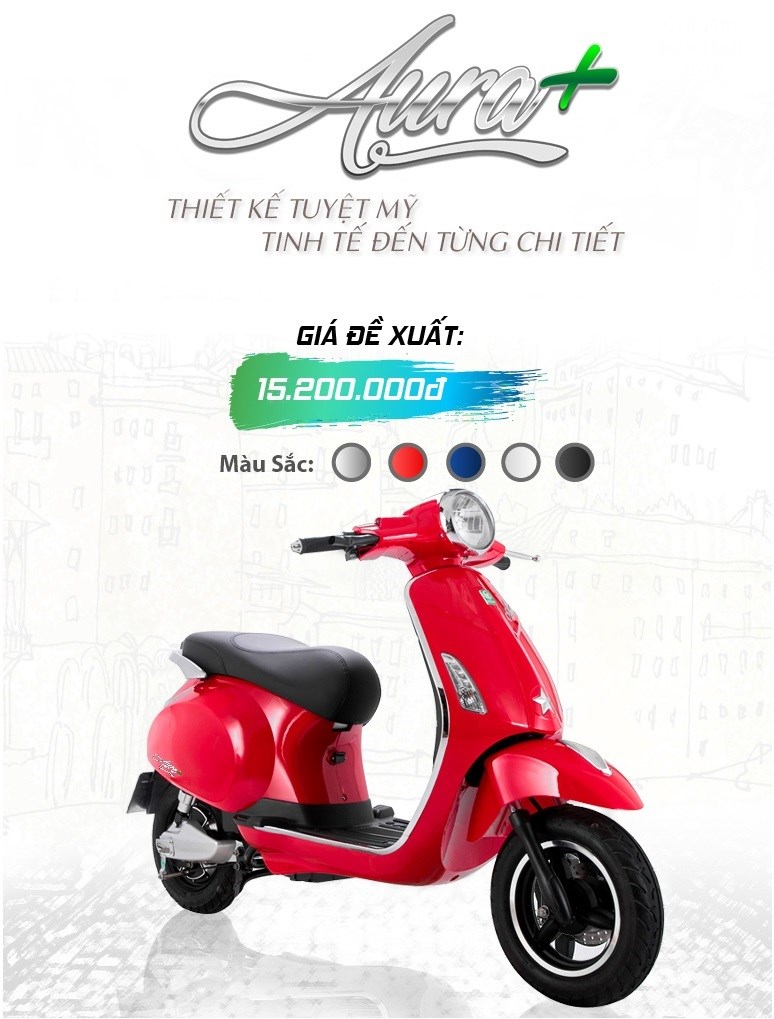 Aura+
THIẾT KẾ TUYỆT MỸ
TINH TẾ ĐẾN TỪNG CHI TIẾT
GIÁ ĐỀ XUẤT:
15.200.000đ
Màu Sắc:
Aura